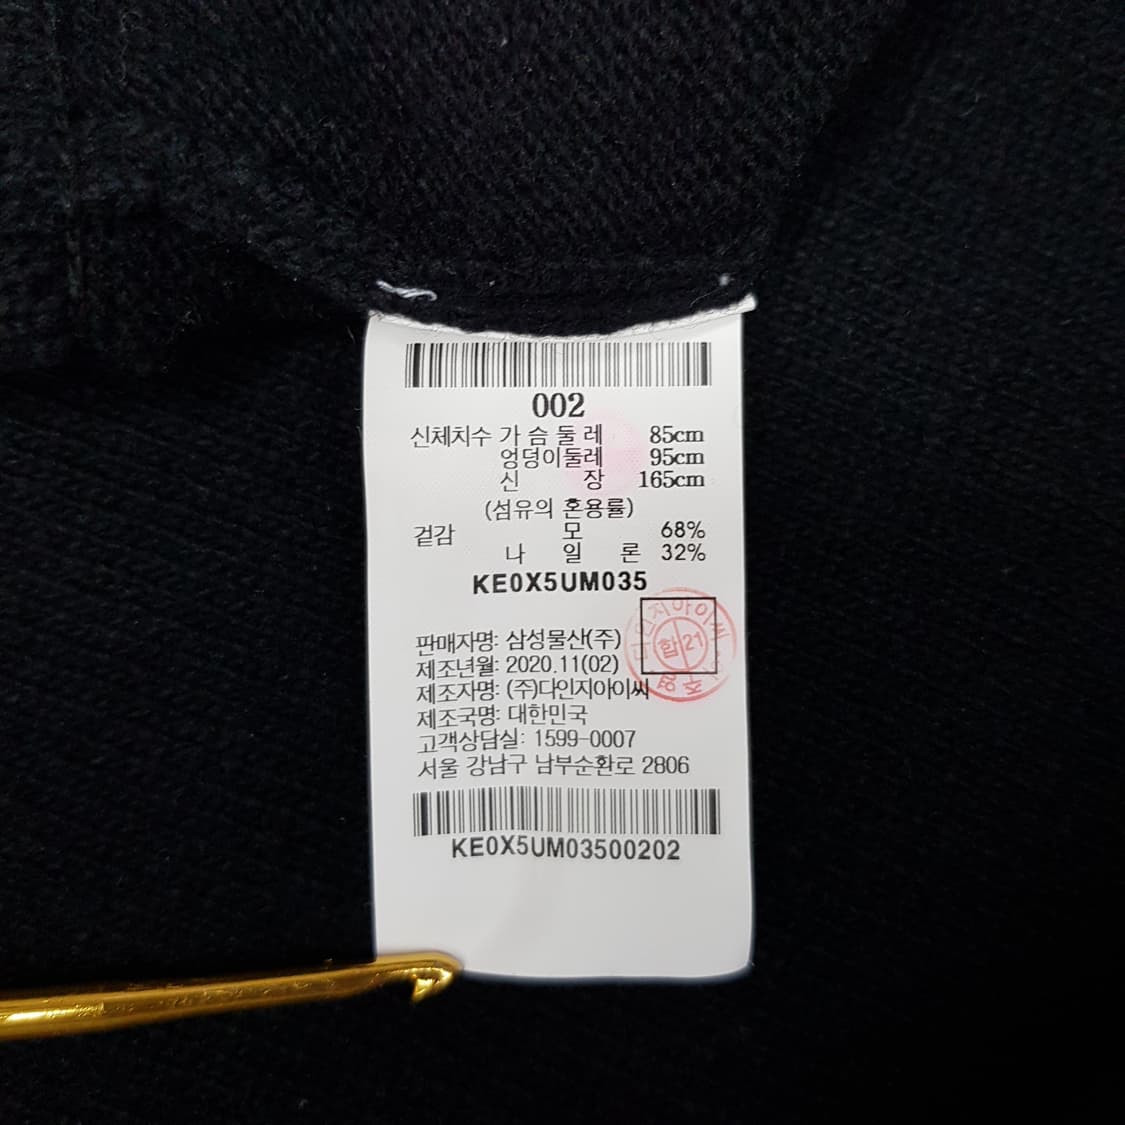 002
신체치수 가슴둘레 85cm
엉덩이둘레 95cm
신장 165cm
(섬유의 혼용률)
겉감 모 68%
나일론 32%
KE0X5UM035
판매자명: 삼성물산(주)
제조년월: 2020.11(02)
제조자명: (주)다인지아이씨
제조국명: 대한민국
고객상담실: 1599-0007
서울 강남구 남부순환로 2806
KE0X5UM03500202
합 21